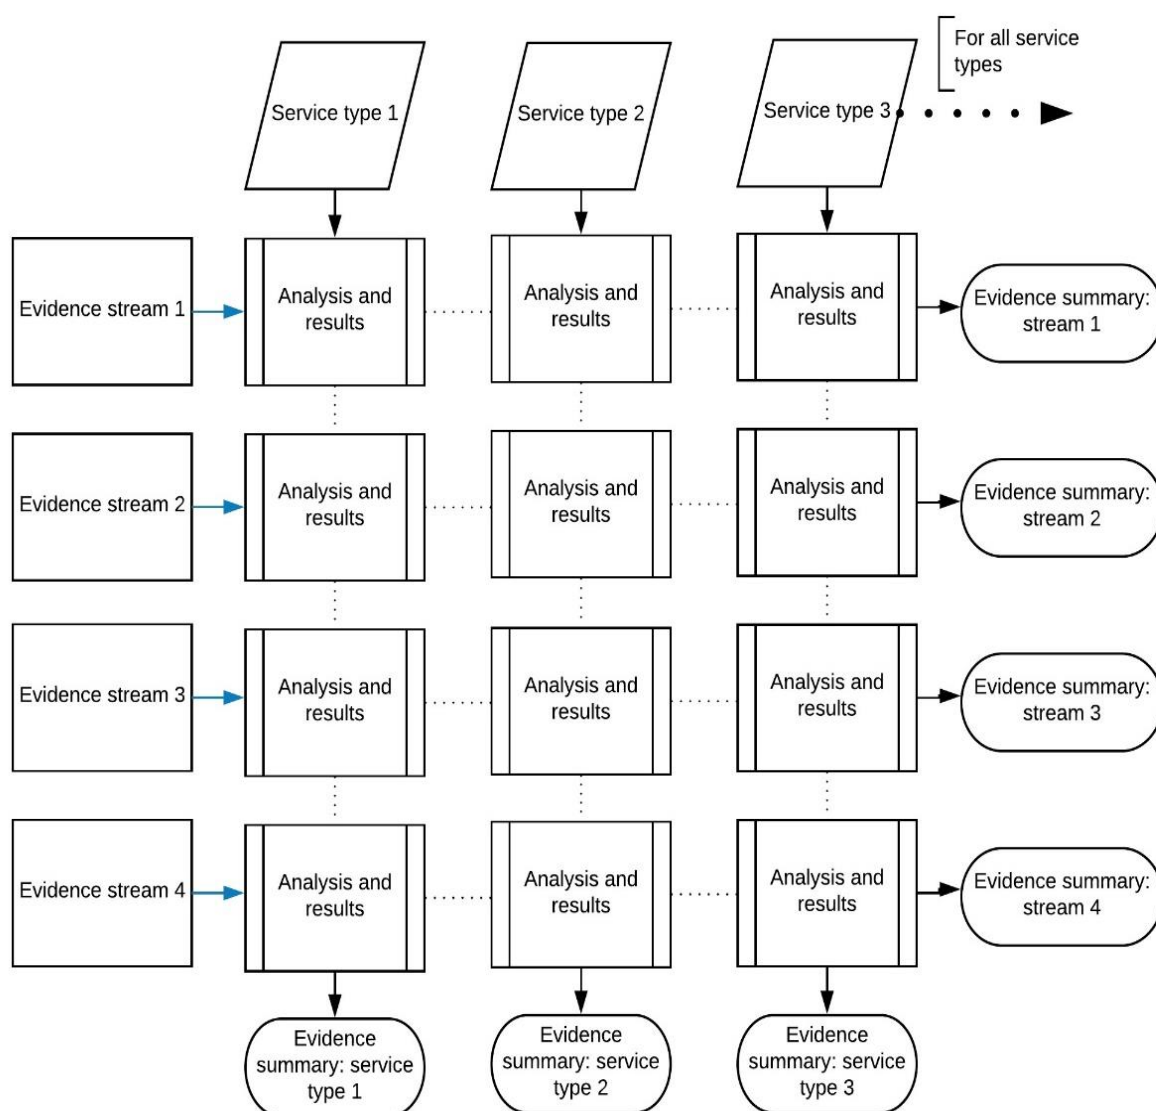 For all service
types
Service type 1
Service type 2
Service type 3
Evidence stream 1
Analysis and
results
Analysis and
results
Analysis and
results
Evidence summary:
stream 1
Evidence stream 2
Analysis and
results
Analysis and
results
Analysis and
results
Evidence summary:
stream 2
Evidence stream 3
Analysis and
results
Analysis and
results
Analysis and
results
Evidence summary:
stream 3
Evidence stream 4
Analysis and
results
Analysis and
results
Analysis and
results
Evidence summary:
stream 4
Evidence
summary: service
type 1
Evidence
summary: service
type 2
Evidence
summary: service
type 3